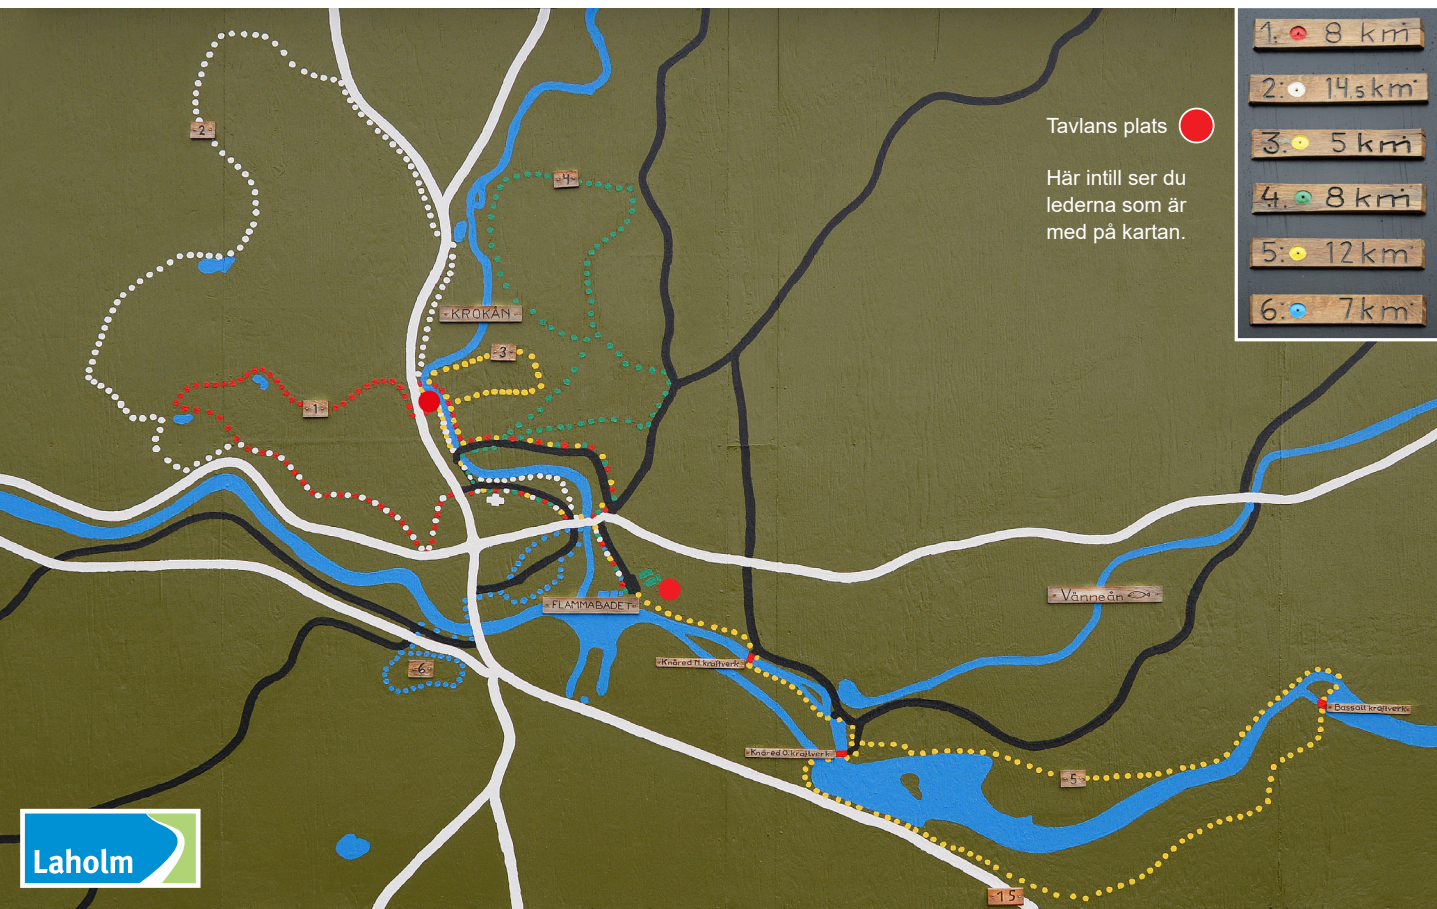 1. 8 km
2: 14.5 km
3. 5 km
4. 8 km
5: 12 km
6: 7 km
Tavlans plats
Här intill ser du
lederna som är
med på kartan.
2
4
KROKÅN
3
1
FLAMMABADET
Vänneån
6
Knäred N. kraftverk
Knäred Ö. kraftverk
Bassalt kraftverk
5
15
Laholm